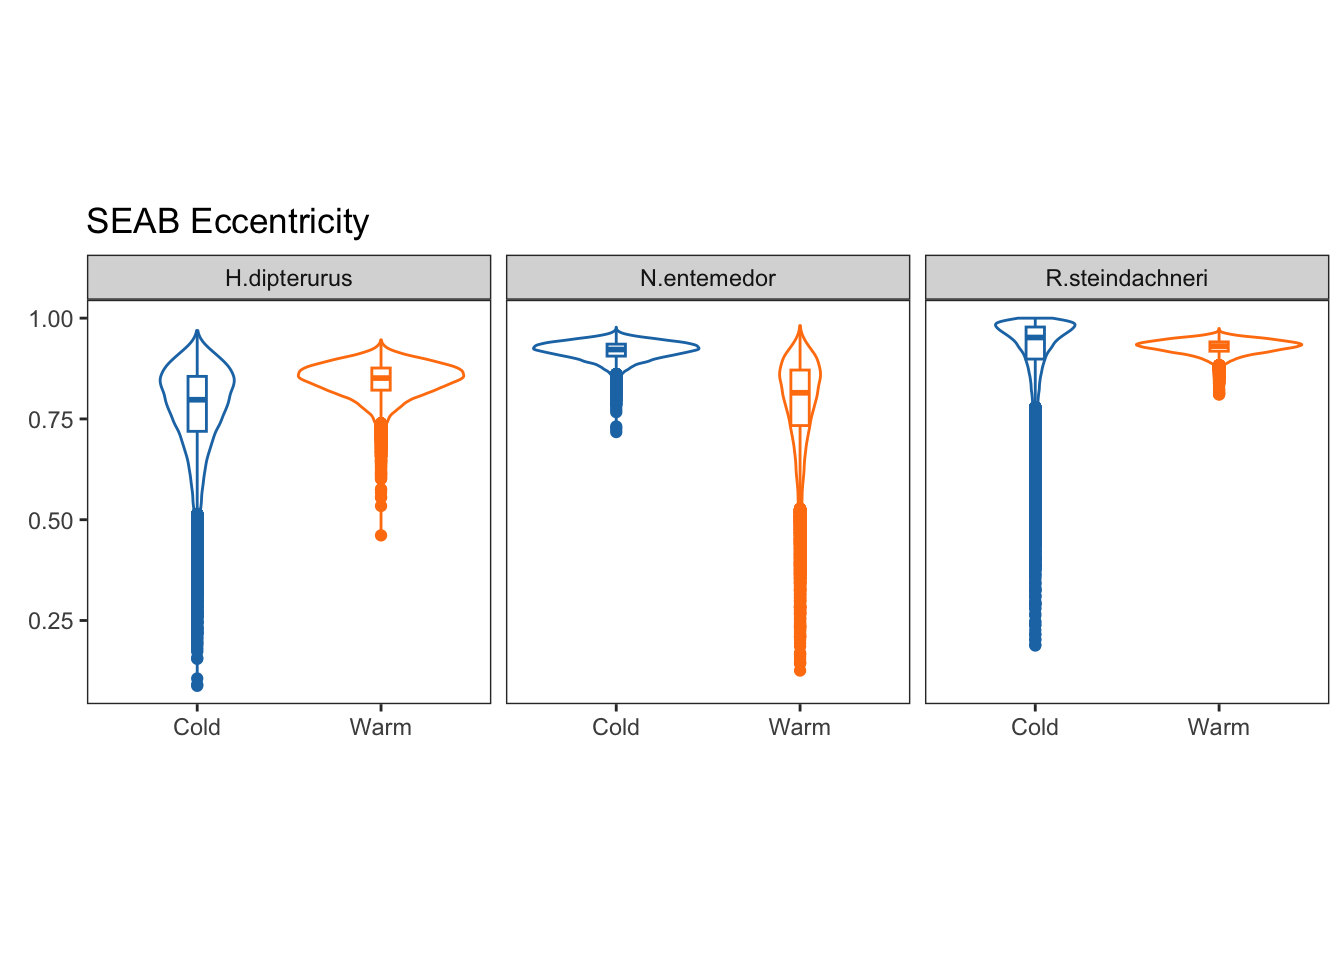 SEAB Eccentricity
H.dipterurus
N.entemedor
R.steindachneri
1.00
0.75
0.50
0.25
Cold
Warm
Cold
Warm
Cold
Warm